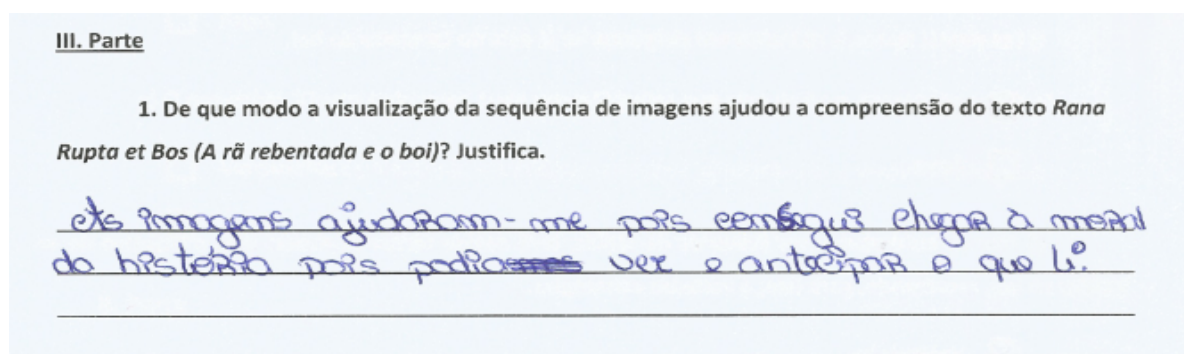 III. Parte
1. De que modo a visualização da sequência de imagens ajudou a compreensão do texto Rana
Rupta et Bos (A rã rebentada e o boi)? Justifica.
As imagens ajudaram-me pois consegui chegar à moral
da história pois podia ver e antecipar o que li.